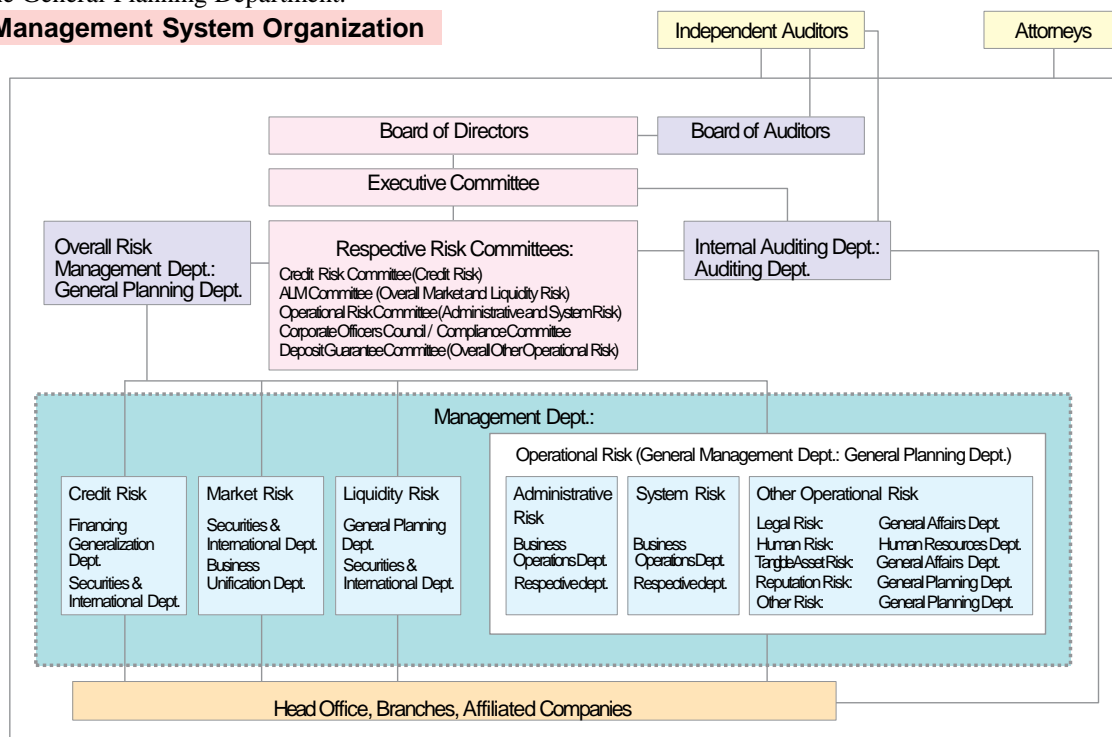 he General Planning Department.
Management System Organization
Independent Auditors
Attorneys
Board of Directors
Board of Auditors
Executive Committee
Overall Risk
Management Dept.:
General Planning Dept.
Respective Risk Committees:
Credit Risk Committee (Credit Risk)
ALM Committee (Overall Market and Liquidity Risk)
Operational Risk Committee (Administrative and System Risk)
Corporate Officers Council / Compliance Committee
Deposit Guarantee Committee (Overall Other Operational Risk)
Internal Auditing Dept.:
Auditing Dept.
Management Dept.:
Operational Risk (General Management Dept.: General Planning Dept.)
Credit Risk
Financing
Generalization
Dept.
Securities &
International Dept.
Market Risk
Securities &
International Dept.
Business
Unification Dept.
Liquidity Risk
General Planning
Dept.
Securities &
International Dept.
Administrative
Risk
Business
Operations Dept.
Respective dept.
System Risk
Business
Operations Dept.
Respective dept.
Other Operational Risk
Legal Risk: General Affairs Dept.
Human Risk: Human Resources Dept.
Tangible Asset Risk: General Affairs Dept.
Reputation Risk: General Planning Dept.
Other Risk: General Planning Dept.
Head Office, Branches, Affiliated Companies